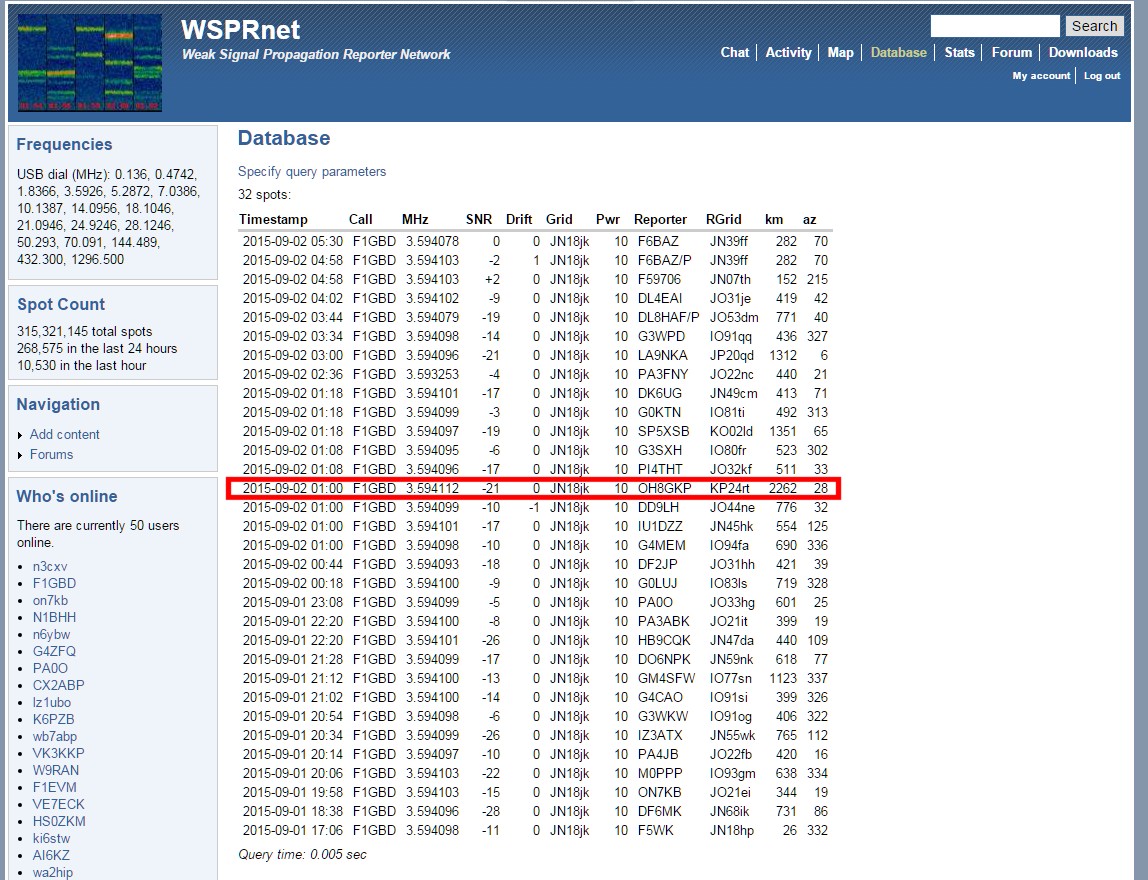 WSPRnet
Weak Signal Propagation Reporter Network
Search
Chat Activity Map Database Stats Forum Downloads
My account Log out
Frequencies
USB dial (MHz): 0.136, 0.4742,
1.8366, 3.5926, 5.2872, 7.0386,
10.1387, 14.0956, 18.1046,
21.0946, 24.9246, 28.1246,
50.293, 70.091, 144.489,
432.300, 1296.500
Spot Count
315,321,145 total spots
268,575 in the last 24 hours
10,530 in the last hour
Navigation
Add content
Forums
Who's online
There are currently 50 users
online.
n3cxv
F1GBD
on7kb
N1BHH
n6ybw
G4ZFQ
PA0O
CX2ABP
lz1ubo
K6PZB
wb7abp
VK3KKP
W9RAN
F1EVM
VE7ECK
HS0ZKM
ki6stw
AI6KZ
wa2hip
Database
Specify query parameters
32 spots:
Timestamp Call MHz SNR Drift Grid Pwr Reporter RGrid km az
2015-09-02 05:30 F1GBD 3.594078 0 0 JN18jk 10 F6BAZ JN39ff 282 70
2015-09-02 04:58 F1GBD 3.594103 -2 1 JN18jk 10 F6BAZ/P JN39ff 282 70
2015-09-02 04:58 F1GBD 3.594103 +2 0 JN18jk 10 F59706 JN07th 152 215
2015-09-02 04:02 F1GBD 3.594102 -9 0 JN18jk 10 DL4EAI JO31je 419 42
2015-09-02 03:44 F1GBD 3.594079 -19 0 JN18jk 10 DL8HAF/P JO53dm 771 40
2015-09-02 03:34 F1GBD 3.594098 -14 0 JN18jk 10 G3WPD IO91qq 436 327
2015-09-02 03:00 F1GBD 3.594096 -21 0 JN18jk 10 LA9NKA JP20qd 1312 6
2015-09-02 02:36 F1GBD 3.593253 -4 0 JN18jk 10 PA3FNY JO22nc 440 21
2015-09-02 01:18 F1GBD 3.594101 -17 0 JN18jk 10 DK6UG JN49cm 413 71
2015-09-02 01:18 F1GBD 3.594099 -3 0 JN18jk 10 G0KTN IO81ti 492 313
2015-09-02 01:18 F1GBD 3.594097 -19 0 JN18jk 10 SP5XSB KO02ld 1351 65
2015-09-02 01:08 F1GBD 3.594095 -6 0 JN18jk 10 G3SXH IO80fr 523 302
2015-09-02 01:08 F1GBD 3.594096 -17 0 JN18jk 10 PI4THT JO32kf 511 33
2015-09-02 01:00 F1GBD 3.594112 -21 0 JN18jk 10 OH8GKP KP24rt 2262 28
2015-09-02 01:00 F1GBD 3.594099 -10 -1 JN18jk 10 DD9LH JO44ne 776 32
2015-09-02 01:00 F1GBD 3.594101 -17 0 JN18jk 10 IU1DZZ JN45hk 554 125
2015-09-02 01:00 F1GBD 3.594098 -10 0 JN18jk 10 G4MEM IO94fa 690 336
2015-09-02 00:44 F1GBD 3.594093 -18 0 JN18jk 10 DF2JP JO31hh 421 39
2015-09-02 00:18 F1GBD 3.594100 -9 0 JN18jk 10 G0LUJ IO83ls 719 328
2015-09-01 23:08 F1GBD 3.594099 -5 0 JN18jk 10 PA0O JO33hg 601 25
2015-09-01 22:20 F1GBD 3.594100 -8 0 JN18jk 10 PA3ABK JO21it 399 19
2015-09-01 22:20 F1GBD 3.594101 -26 0 JN18jk 10 HB9CQK JN47da 440 109
2015-09-01 21:28 F1GBD 3.594099 -17 0 JN18jk 10 DO6NPK JN59nk 618 77
2015-09-01 21:12 F1GBD 3.594100 -13 0 JN18jk 10 GM4SFW IO77sn 1123 337
2015-09-01 21:02 F1GBD 3.594100 -14 0 JN18jk 10 G4CAO IO91si 399 326
2015-09-01 20:54 F1GBD 3.594098 -6 0 JN18jk 10 G3WKW IO91og 406 322
2015-09-01 20:34 F1GBD 3.594099 -26 0 JN18jk 10 IZ3ATX JN55wk 765 112
2015-09-01 20:14 F1GBD 3.594097 -10 0 JN18jk 10 PA4JB JO22fb 420 16
2015-09-01 20:06 F1GBD 3.594103 -22 0 JN18jk 10 M0PPP IO93gm 638 334
2015-09-01 19:58 F1GBD 3.594103 -15 0 JN18jk 10 ON7KB JO21ei 344 19
2015-09-01 18:38 F1GBD 3.594096 -28 0 JN18jk 10 DF6MK JN68ik 731 86
2015-09-01 17:06 F1GBD 3.594098 -11 0 JN18jk 10 F5WK JN18hp 26 332
Query time: 0.005 sec